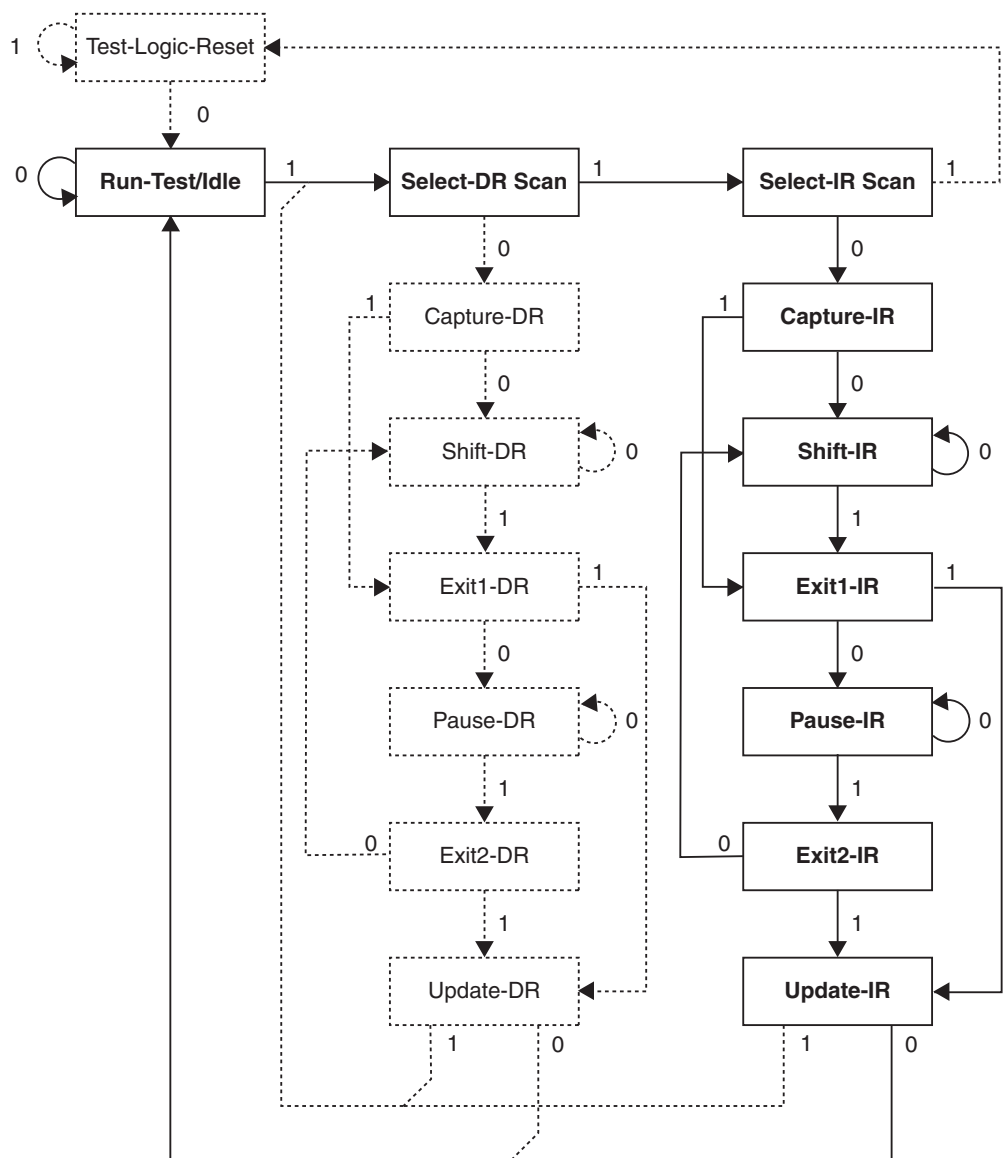 1
Test-Logic-Reset
0
0
Run-Test/Idle
1
Select-DR Scan
1
Select-IR Scan
1
0
0
1
Capture-DR
1
Capture-IR
0
0
Shift-DR
0
Shift-IR
0
1
1
Exit1-DR
1
Exit1-IR
1
0
0
Pause-DR
0
Pause-IR
0
1
1
0
Exit2-DR
0
Exit2-IR
1
1
Update-DR
Update-IR
1
0
1
0